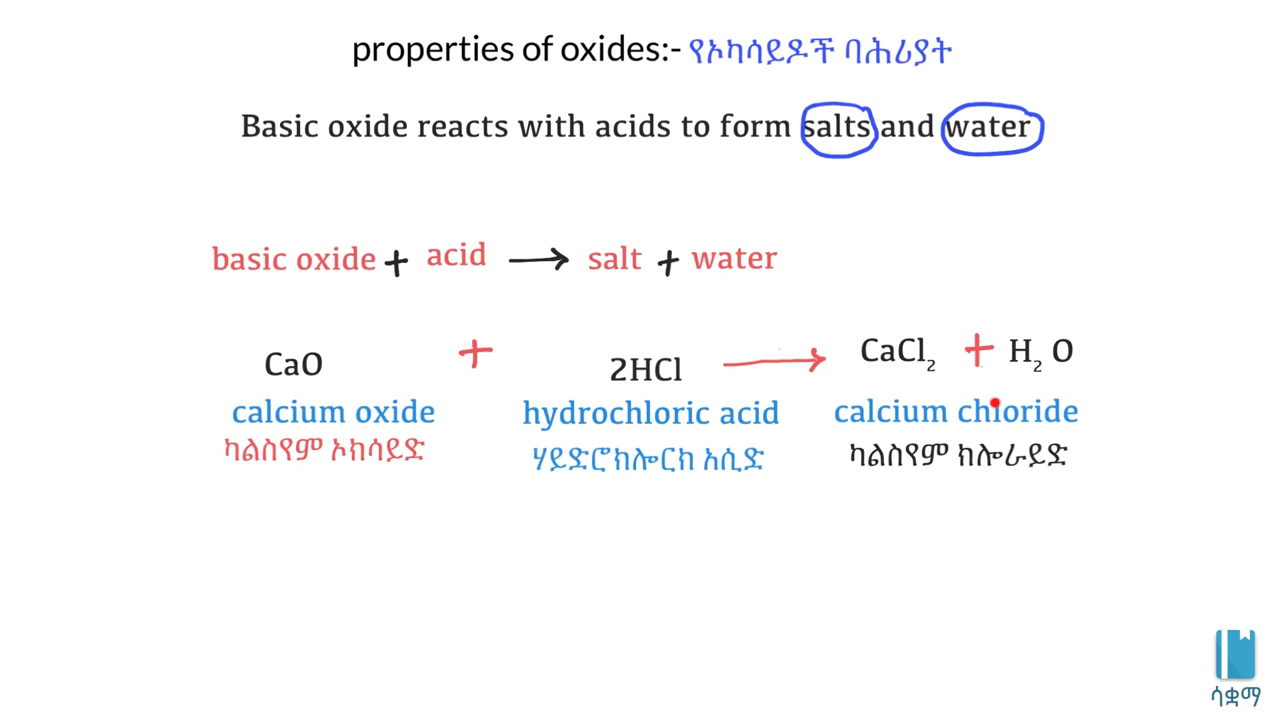 properties of oxides:- የኦካሳይዶች ባሕሪያት
Basic oxide reacts with acids to form salts and water
basic oxide + acid → salt + water
CaO + 2HCl → CaCl₂ + H₂ O
calcium oxide hydrochloric acid calcium chloride
ካልስየም ኦክሳይድ ሃይድሮክሎርክ አሲድ ካልስየም ክሎራይድ
ሳቋማ